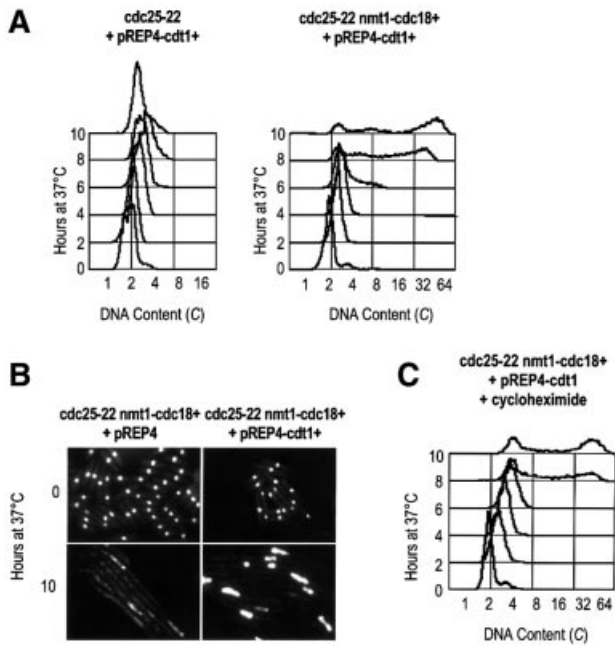 A
cdc25-22
+ pREP4-cdt1+
cdc25-22 nmt1-cdc18+
+ pREP4-cdt1+
Hours at 37°C
10
8
6
4
2
0
1 2 4 8 16
DNA Content (C)
Hours at 37°C
10
8
6
4
2
0
1 2 4 8 16 32 64
DNA Content (C)
B
cdc25-22 nmt1-cdc18+
+ pREP4
cdc25-22 nmt1-cdc18+
+ pREP4-cdt1+
Hours at 37°C
0
10
C
cdc25-22 nmt1-cdc18+
+ pREP4-cdt1
+ cycloheximide
Hours at 37°C
10
8
6
4
2
0
1 2 4 8 16 32 64
DNA Content (C)